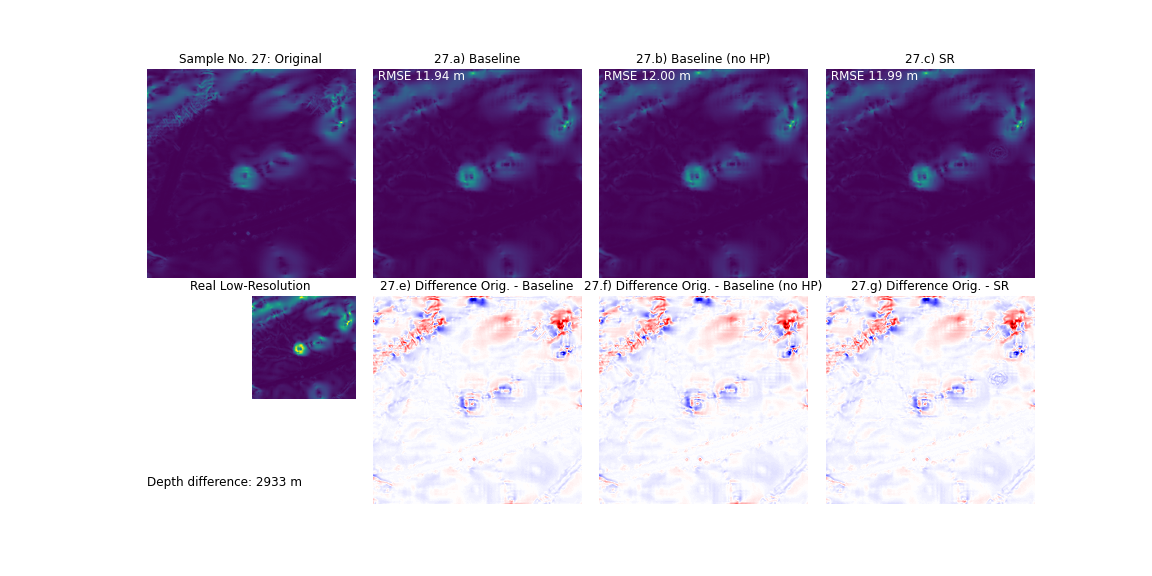 Sample No. 27: Original
27.a) Baseline
27.b) Baseline (no HP)
27.c) SR
RMSE 11.94 m
RMSE 12.00 m
RMSE 11.99 m
Real Low-Resolution
27.e) Difference Orig. - Baseline
27.f) Difference Orig. - Baseline (no HP)
27.g) Difference Orig. - SR
Depth difference: 2933 m